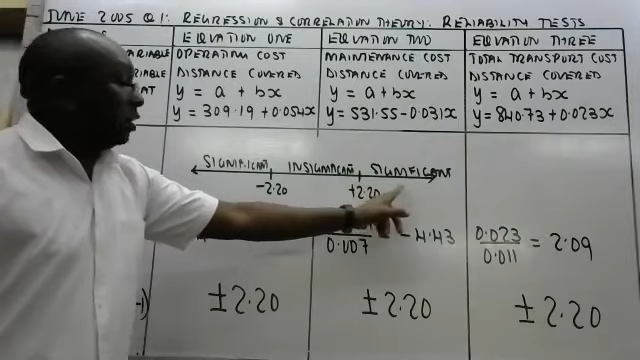 JUNE 2005 Q1: REGRESSION & CORRELATION THEORY: RELIABILITY TESTS
EQUATION ONE EQUATION TWO EQUATION THREE
VARIABLE OPERATING COST MAINTENANCE COST TOTAL TRANSPORT COST
DISTANCE COVERED DISTANCE COVERED DISTANCE COVERED
y = a + bx y = a + bx y = a + bx
y = 309.19 + 0.054x y = 531.55 - 0.031x y = 840.73 + 0.023x
SIGNIFICANT INSIGNIFICANT SIGNIFICANT
-2.20 +2.20
0.007 -4.43 0.023 / 0.011 = 2.09
±2.20 ±2.20 ±2.20